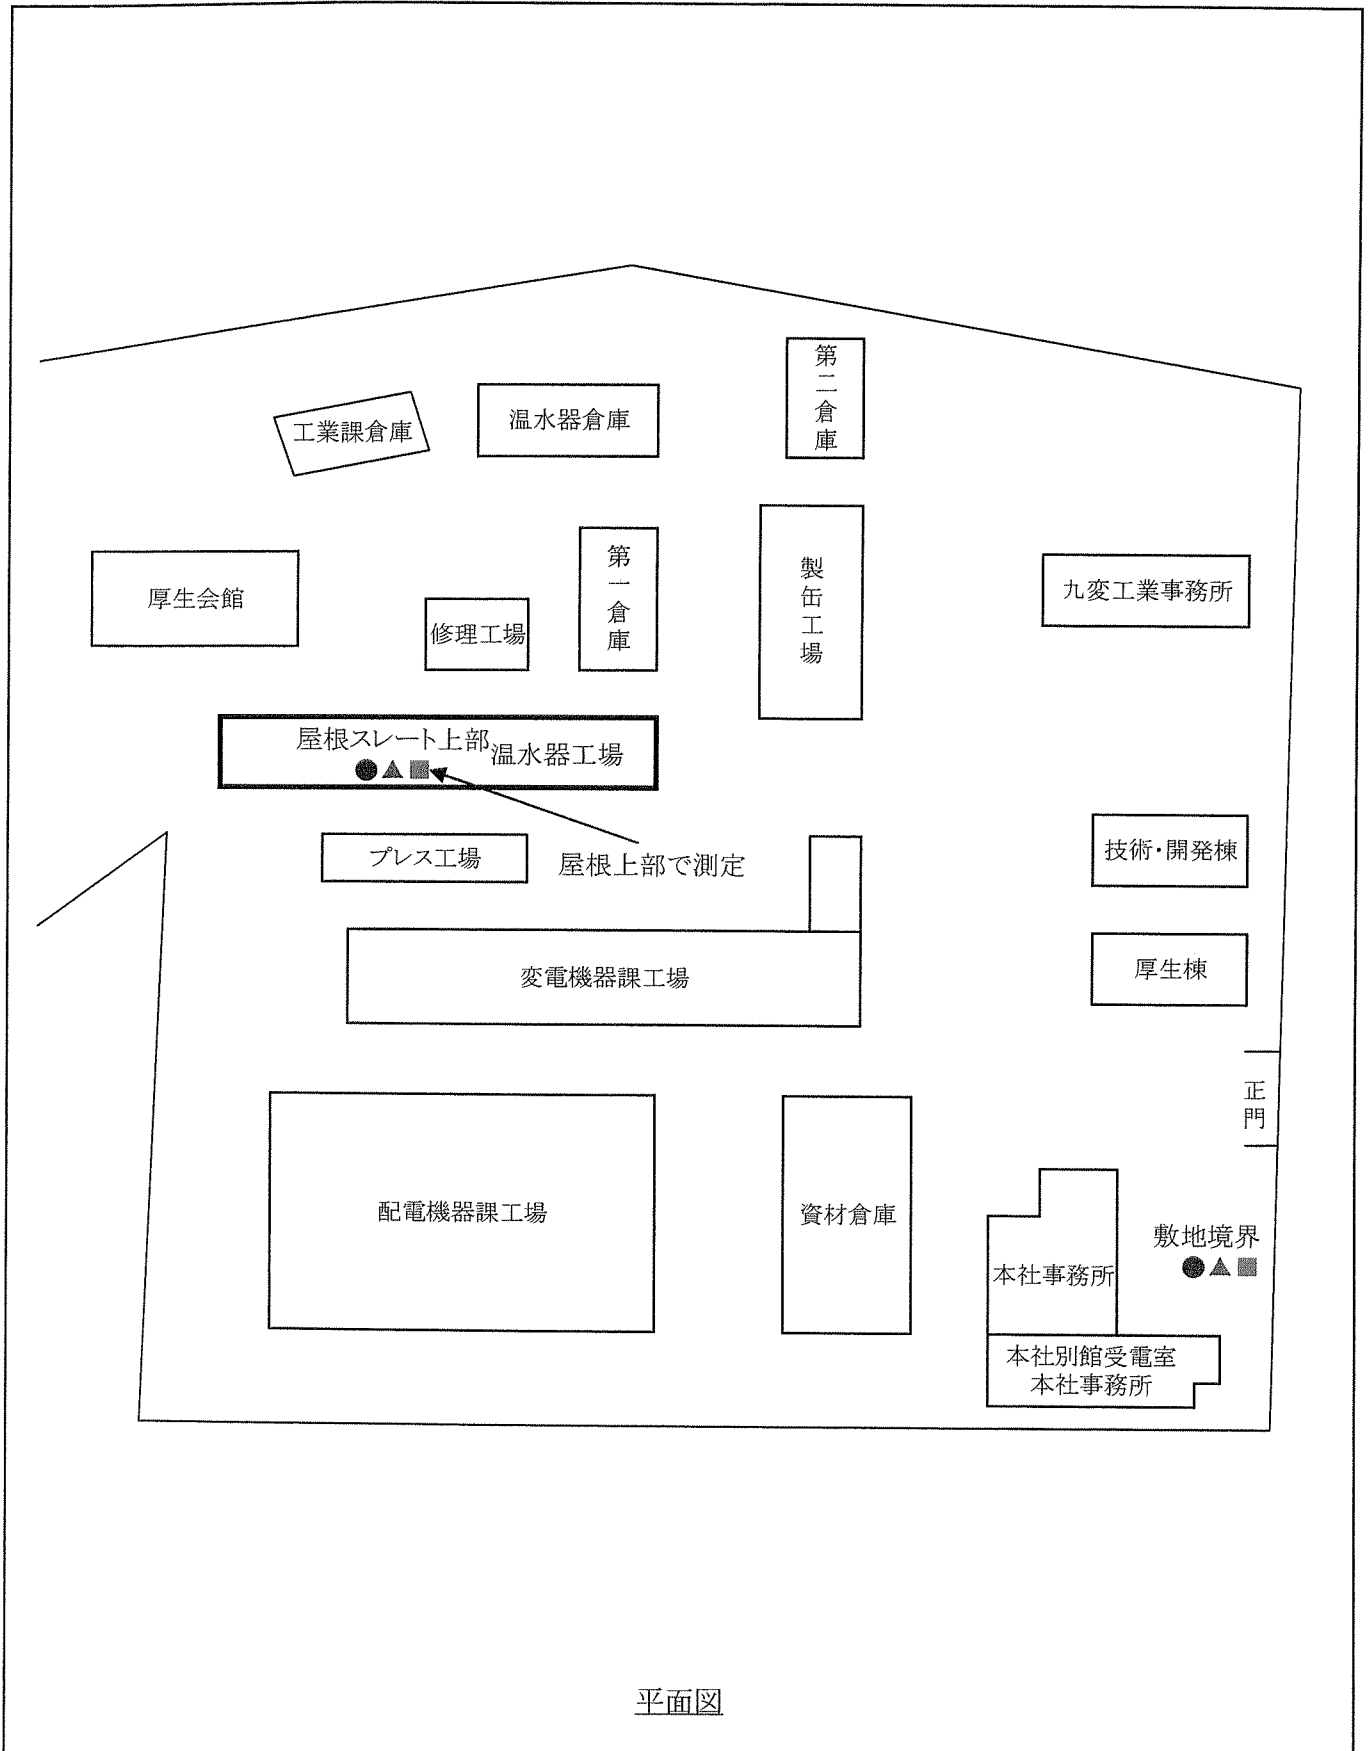 第二倉庫
温水器倉庫
工業課倉庫
第一倉庫
製缶工場
厚生会館
九変工業事務所
修理工場
屋根スレート上部
温水器工場
●▲■
プレス工場
屋根上部で測定
技術・開発棟
厚生棟
変電機器課工場
正門
配電機器課工場
資材倉庫
敷地境界
●▲■
本社事務所
本社別館受電室
本社事務所
平面図